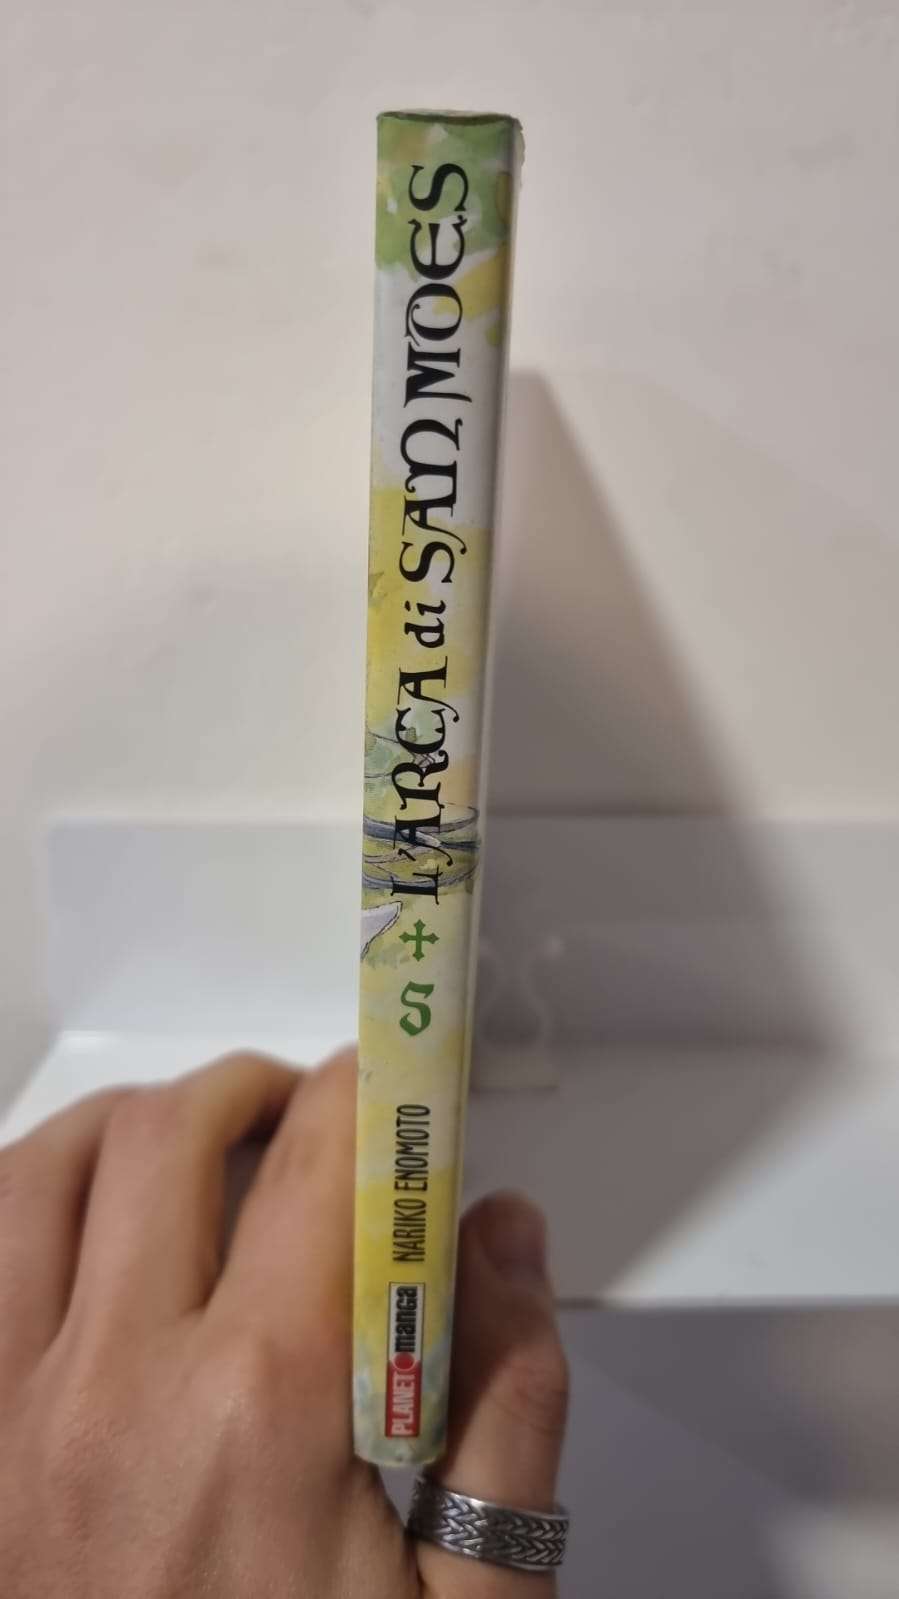 PLANET manga
NARIKO ENOMOTO
5
L'ARCA di SAN MOES